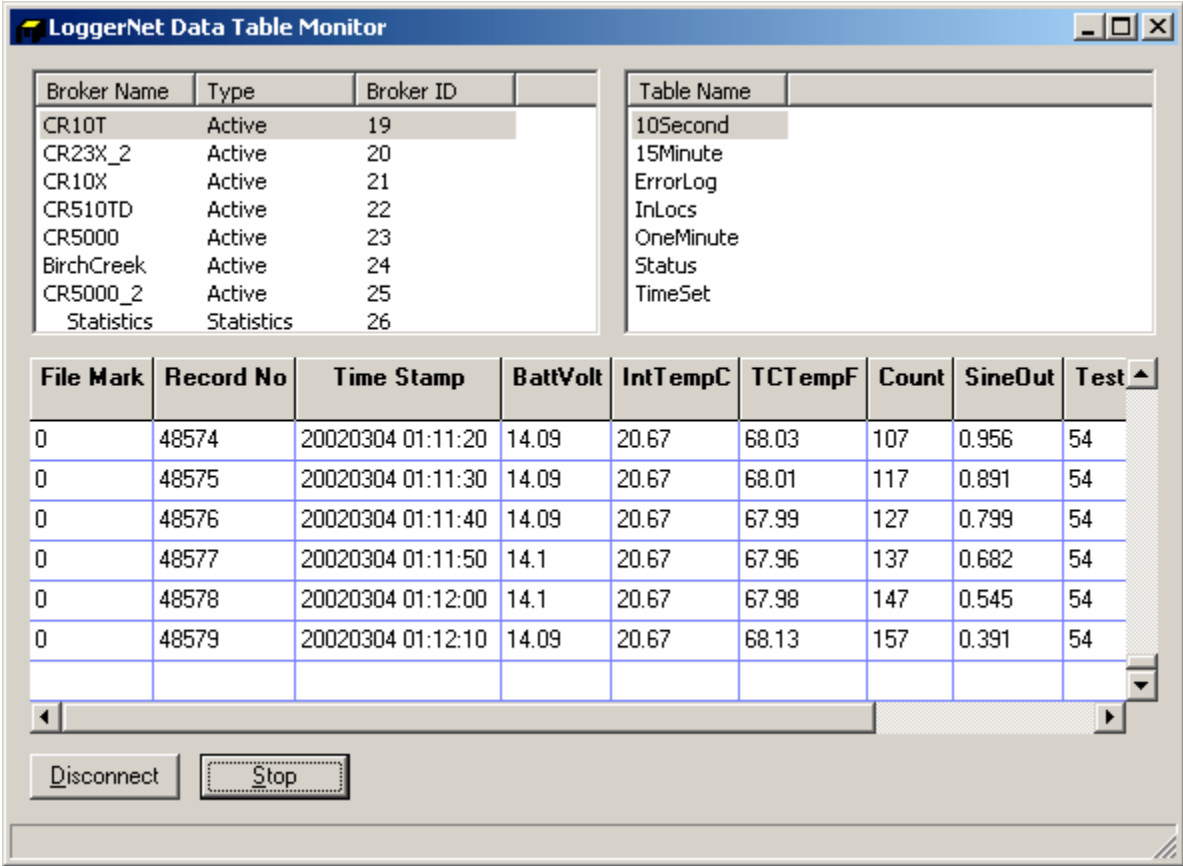 LoggerNet Data Table Monitor
Broker Name Type Broker ID
CR10T Active 19
CR23X_2 Active 20
CR10X Active 21
CR510TD Active 22
CR5000 Active 23
BirchCreek Active 24
CR5000_2 Active 25
Statistics Statistics 26
Table Name
10Second
15Minute
ErrorLog
InLocs
OneMinute
Status
TimeSet
File Mark Record No Time Stamp BattVolt IntTempC TCTempF Count SineOut Test
0 48574 20020304 01:11:20 14.09 20.67 68.03 107 0.956 54
0 48575 20020304 01:11:30 14.09 20.67 68.01 117 0.891 54
0 48576 20020304 01:11:40 14.09 20.67 67.99 127 0.799 54
0 48577 20020304 01:11:50 14.1 20.67 67.96 137 0.682 54
0 48578 20020304 01:12:00 14.1 20.67 67.98 147 0.545 54
0 48579 20020304 01:12:10 14.09 20.67 68.13 157 0.391 54
Disconnect Stop